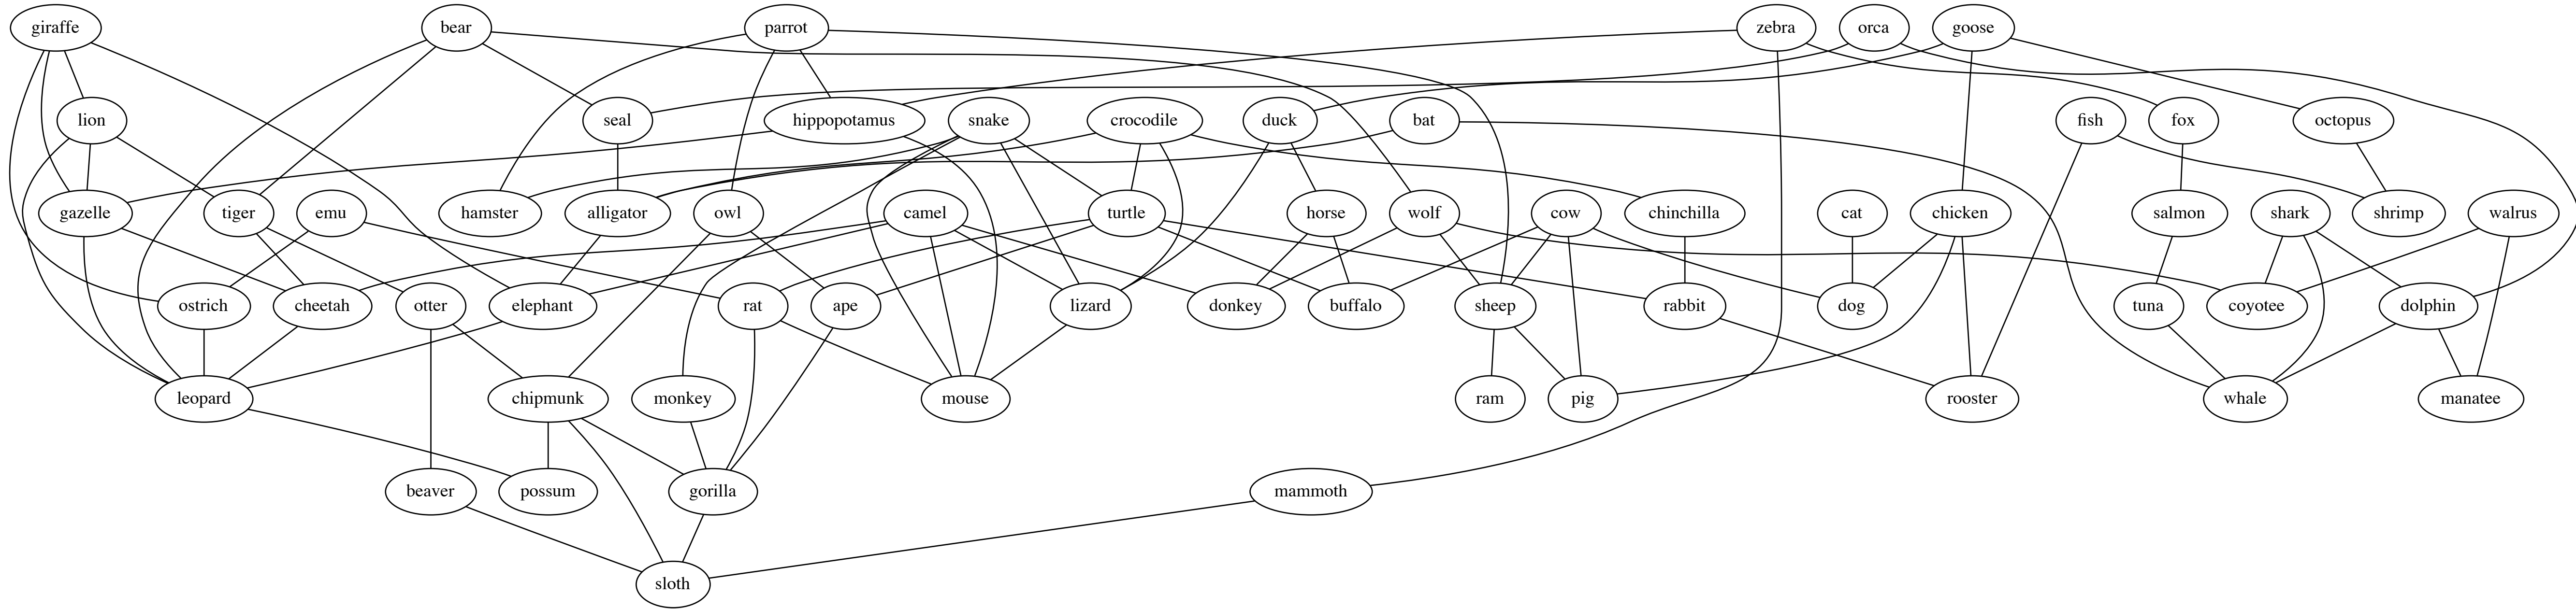 giraffe
bear
parrot
zebra
orca
goose
lion
seal
hippopotamus
snake
crocodile
duck
bat
fish
fox
octopus
gazelle
tiger
emu
hamster
alligator
owl
camel
turtle
horse
wolf
cow
chinchilla
cat
chicken
salmon
shark
shrimp
walrus
ostrich
cheetah
otter
elephant
rat
ape
lizard
donkey
buffalo
sheep
rabbit
dog
tuna
coyotee
dolphin
leopard
chipmunk
monkey
mouse
ram
pig
rooster
whale
manatee
beaver
possum
gorilla
mammoth
sloth